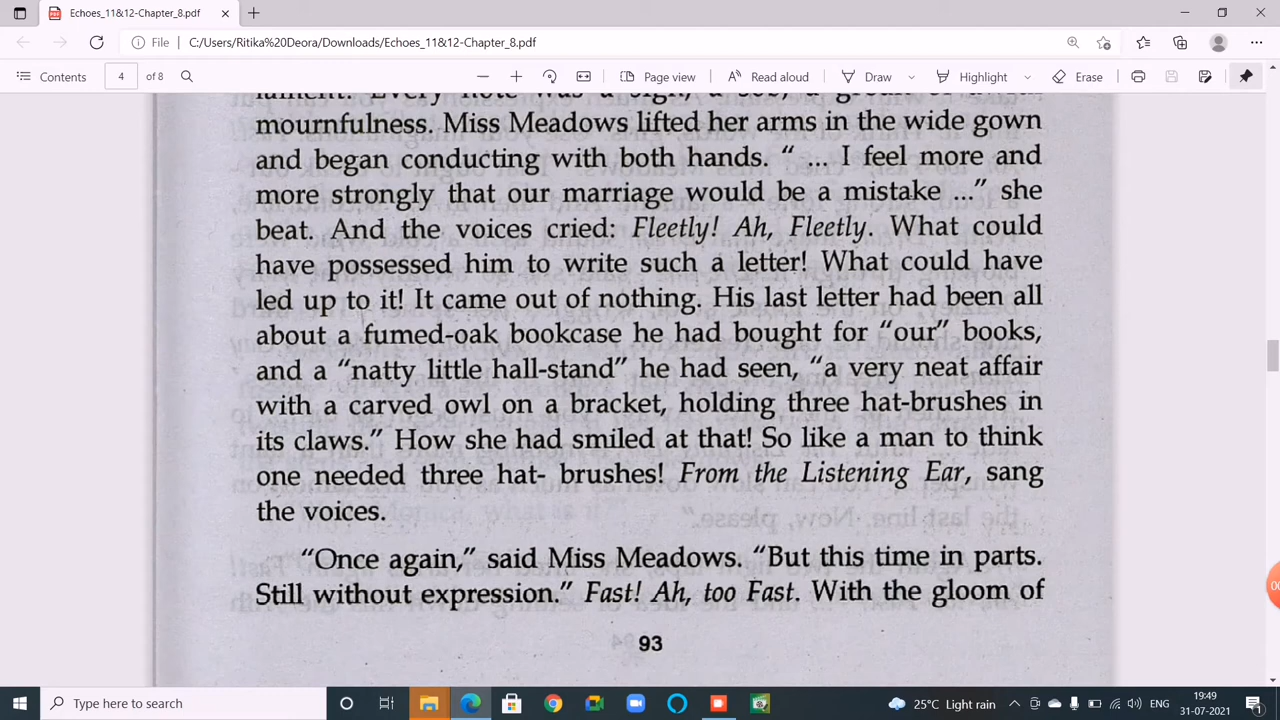 Echoes_11&12-Chapter_8.pdf
File C:/Users/Ritika%20Deora/Downloads/Echoes_11&12-Chapter_8.pdf
Contents 4 of 8 Page view Read aloud Draw Highlight Erase
lament. Every note was a sigh, a sob, a groan of
mournfulness. Miss Meadows lifted her arms in the wide gown
and began conducting with both hands. “ ... I feel more and
more strongly that our marriage would be a mistake ...” she
beat. And the voices cried: Fleetly! Ah, Fleetly. What could
have possessed him to write such a letter! What could have
led up to it! It came out of nothing. His last letter had been all
about a fumed-oak bookcase he had bought for “our” books,
and a “natty little hall-stand” he had seen, “a very neat affair
with a carved owl on a bracket, holding three hat-brushes in
its claws.” How she had smiled at that! So like a man to think
one needed three hat- brushes! From the Listening Ear, sang
the voices.
“Once again,” said Miss Meadows. “But this time in parts.
Still without expression.” Fast! Ah, too Fast. With the gloom of
93
Type here to search
25°C Light rain
19:49
31-07-2021